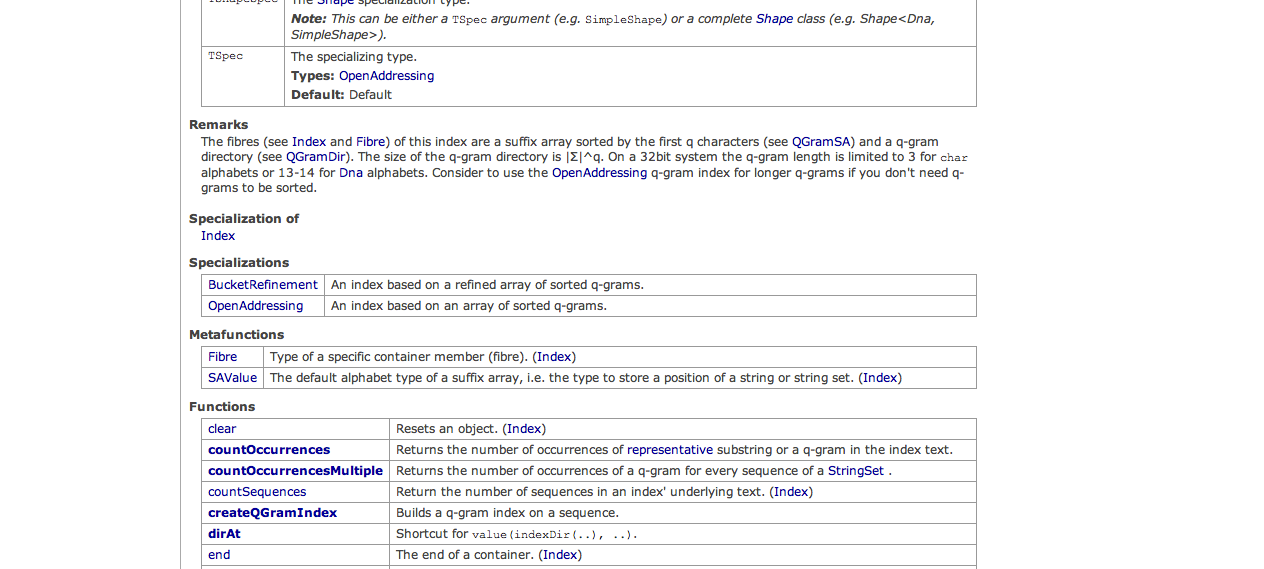 TShapeSpec The Shape specialization type.
Note: This can be either a TSpec argument (e.g. SimpleShape) or a complete Shape class (e.g. Shape<Dna,
SimpleShape>).
TSpec The specializing type.
Types: OpenAddressing
Default: Default
Remarks
The fibres (see Index and Fibre) of this index are a suffix array sorted by the first q characters (see QGramSA) and a q-gram
directory (see QGramDir). The size of the q-gram directory is |Σ|^q. On a 32bit system the q-gram length is limited to 3 for char
alphabets or 13-14 for Dna alphabets. Consider to use the OpenAddressing q-gram index for longer q-grams if you don't need q-
grams to be sorted.
Specialization of
Index
Specializations
BucketRefinement An index based on a refined array of sorted q-grams.
OpenAddressing An index based on an array of sorted q-grams.
Metafunctions
Fibre Type of a specific container member (fibre). (Index)
SAValue The default alphabet type of a suffix array, i.e. the type to store a position of a string or string set. (Index)
Functions
clear Resets an object. (Index)
countOccurrences Returns the number of occurrences of representative substring or a q-gram in the index text.
countOccurrencesMultiple Returns the number of occurrences of a q-gram for every sequence of a StringSet .
countSequences Return the number of sequences in an index' underlying text. (Index)
createQGramIndex Builds a q-gram index on a sequence.
dirAt Shortcut for value(indexDir(..), ..).
end The end of a container. (Index)